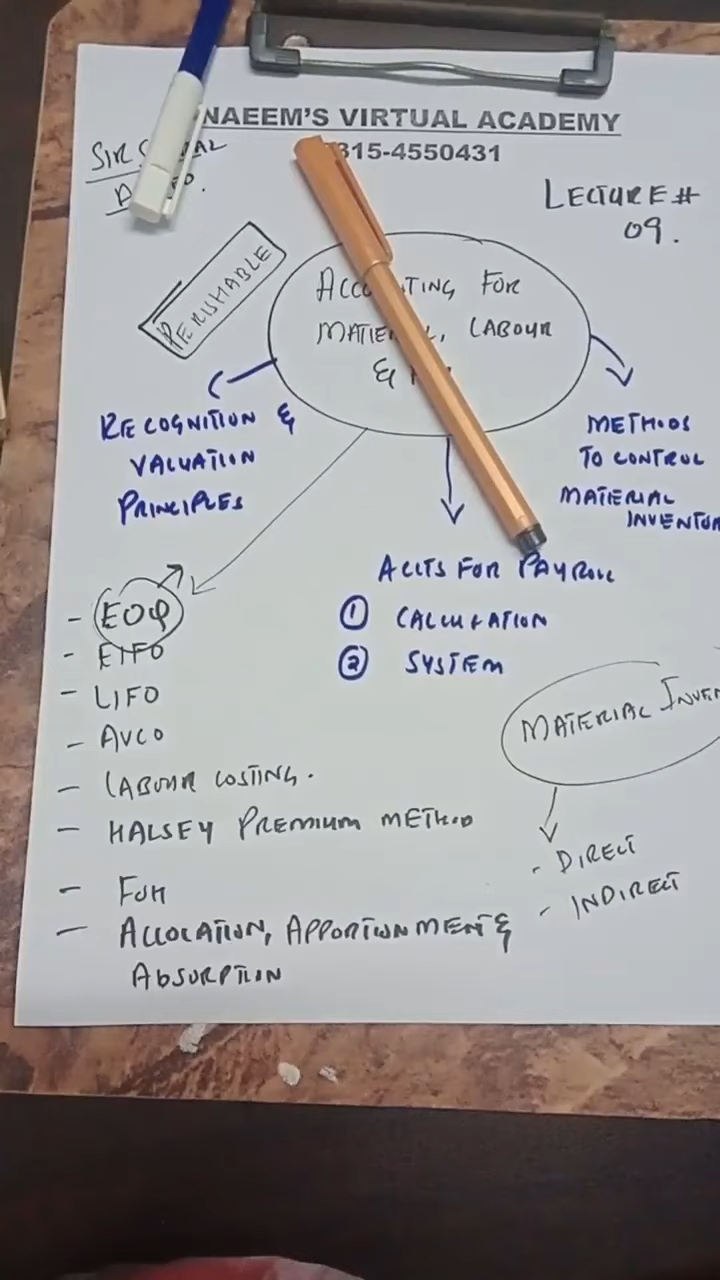 NAEEM'S VIRTUAL ACADEMY
315-4550431
SIR
LECTURE #
09.
PERISHABLE
FOR
LABOUR
&
RECOGNITION &
VALUATION
PRINCIPLES
METHODS
TO CONTROL
MATERIAL
ACCTS FOR PAYROLL
① CALCULATION
② SYSTEM
- EOQ
- FIFO
- LIFO
- AVCO
- LABOUR COSTING.
- HALSEY PREMIUM METHOD
- FOH
- ALLOCATION, APPORTIONMENT &
ABSORPTION
MATERIAL
- DIRECT
- INDIRECT